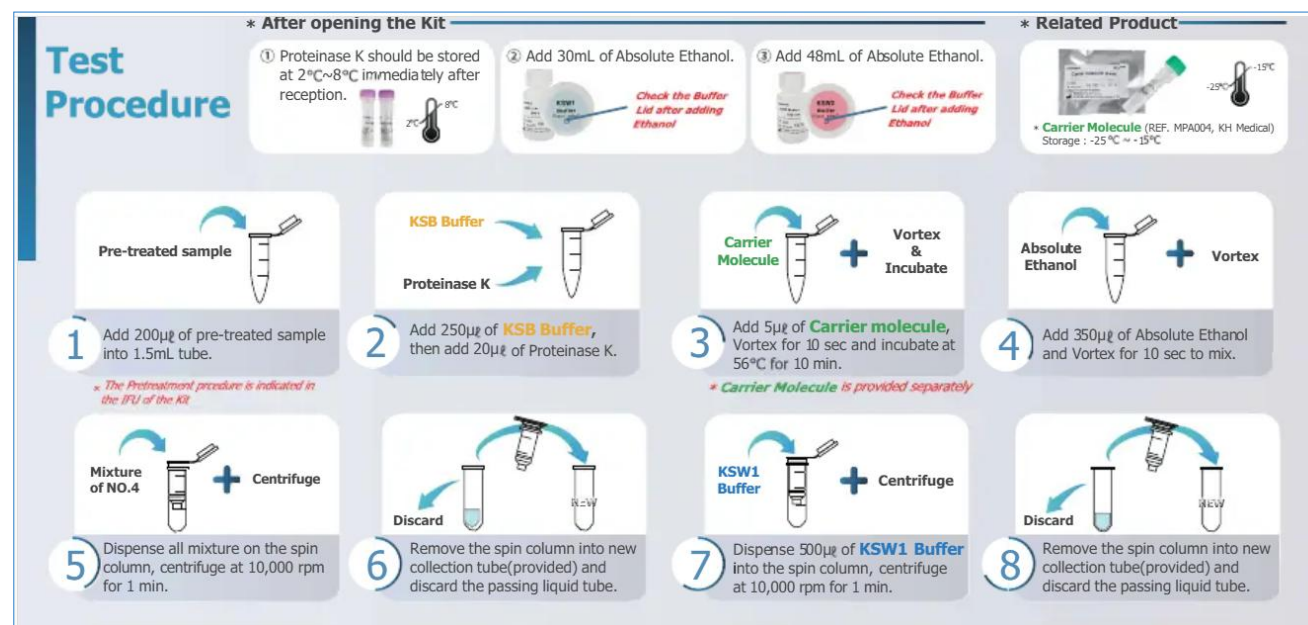 Test
Procedure
* After opening the Kit
① Proteinase K should be stored
at 2℃~8℃ immediately after
reception.
8℃
2℃
② Add 30mL of Absolute Ethanol.
KSW1
Check the Buffer
Lid after adding
Ethanol
③ Add 48mL of Absolute Ethanol.
Check the Buffer
Lid after adding
Ethanol
* Related Product
-15℃
-25℃
* Carrier Molecule (REF. MPA004, KH Medical)
Storage : -25 ℃ ~ -15℃
Pre-treated sample
1
Add 200㎕ of pre-treated sample
into 1.5mL tube.
* The Pretreatment prcedure is indicated in
the IFU of the Kit
KSB Buffer
Proteinase K
2
Add 250㎕ of KSB Buffer,
then add 20㎕ of Proteinase K.
Carrier
Molecule
+
Vortex
&
Incubate
3
Add 5㎕ of Carrier molecule,
Vortex for 10 sec and incubate at
56℃ for 10 min.
* Carrier Molecule is provided separately
Absolute
Ethanol
+
Vortex
4
Add 350㎕ of Absolute Ethanol
and Vortex for 10 sec to mix.
Mixture
of NO.4
+
Centrifuge
5
Dispense all mixture on the spin
column, centrifuge at 10,000 rpm
for 1 min.
Discard
NEW
6
Remove the spin column into new
collection tube(provided) and
discard the passing liquid tube.
KSW1
Buffer
+
Centrifuge
7
Dispense 500㎕ of KSW1 Buffer
into the spin column, centrifuge
at 10,000 rpm for 1 min.
Discard
NEW
8
Remove the spin column into new
collection tube(provided) and
discard the passing liquid tube.